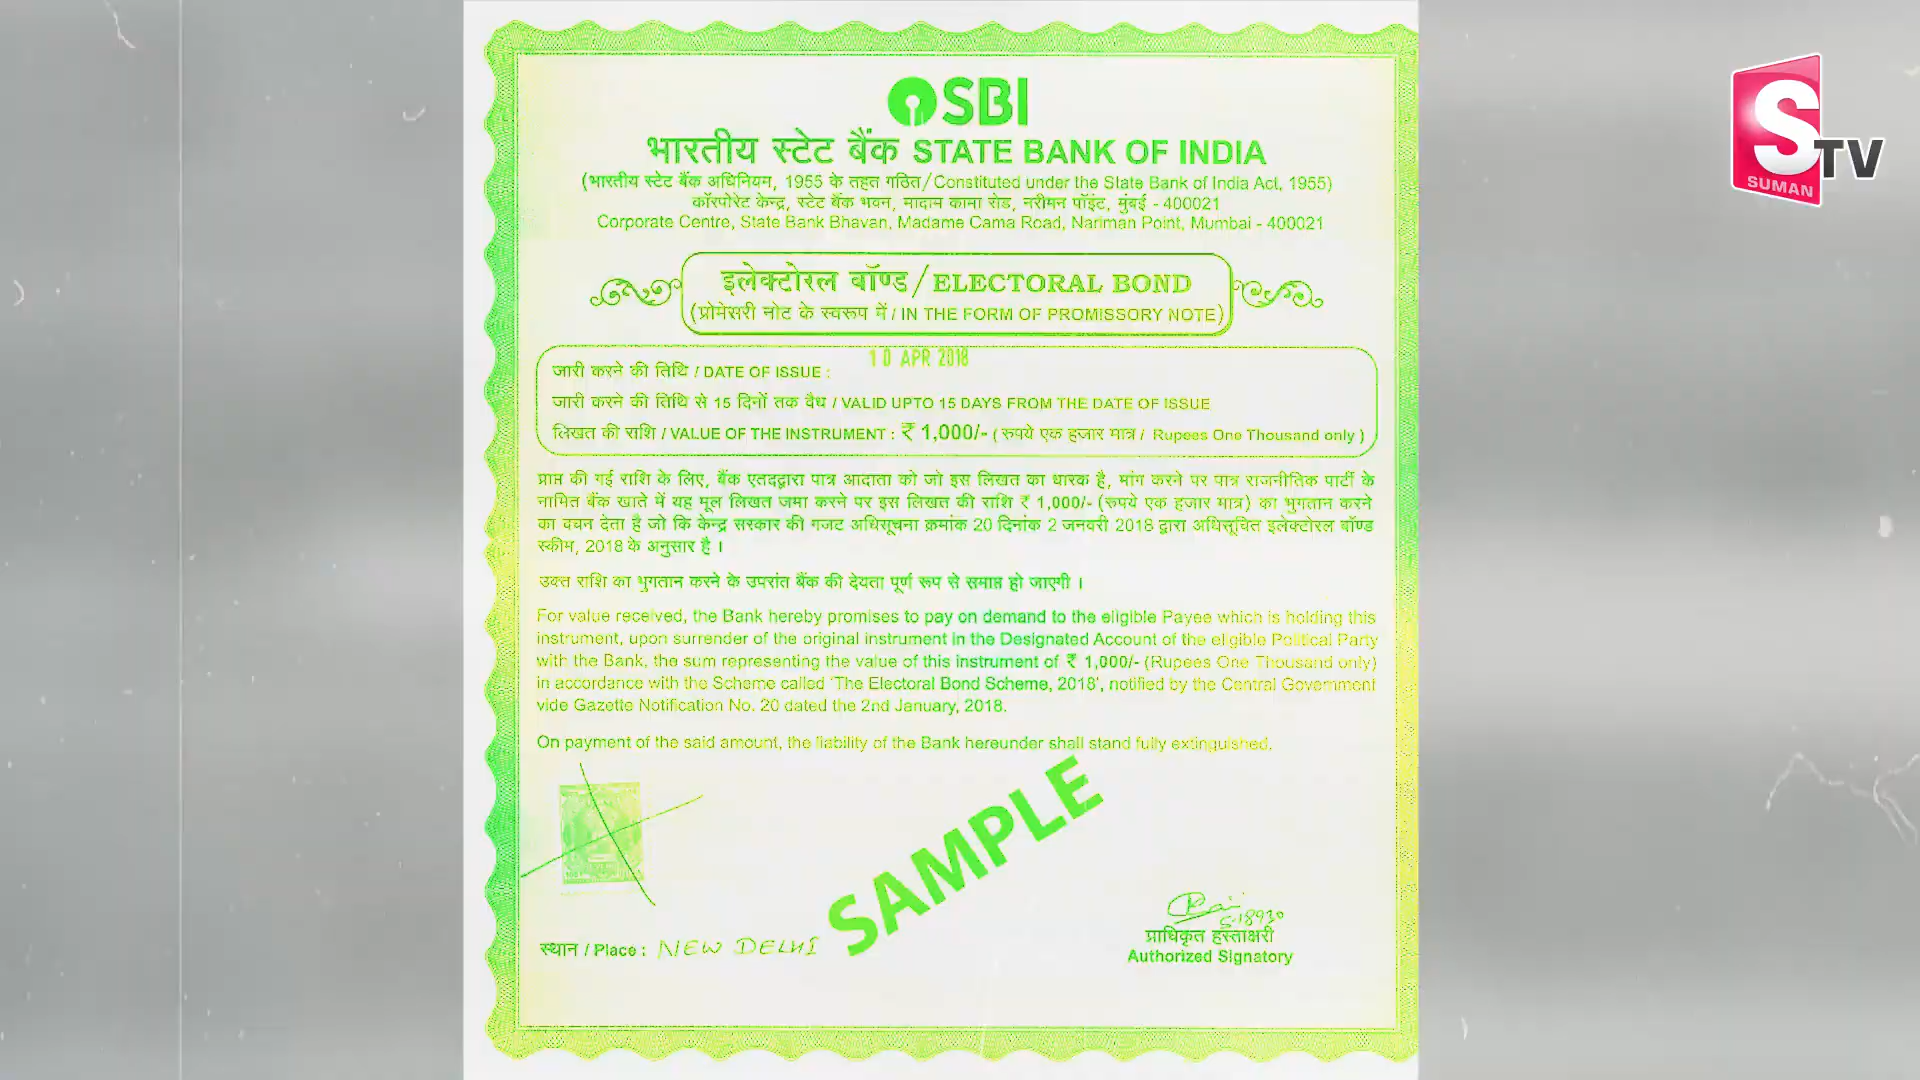 SBI
भारतीय स्टेट बैंक STATE BANK OF INDIA
(भारतीय स्टेट बैंक अधिनियम, 1955 के तहत गठित/Constituted under the State Bank of India Act, 1955)
कॉरपोरेट केन्द्र, स्टेट बैंक भवन, मादाम कामा रोड, नरीमन पॉइंट, मुंबई - 400021
Corporate Centre, State Bank Bhavan, Madame Cama Road, Nariman Point, Mumbai - 400021
इलेक्टोरल बॉण्ड/ELECTORAL BOND
(प्रोमेसरी नोट के स्वरूप में / IN THE FORM OF PROMISSORY NOTE)
10 APR 2018
जारी करने की तिथि / DATE OF ISSUE :
जारी करने की तिथि से 15 दिनों तक वैध / VALID UPTO 15 DAYS FROM THE DATE OF ISSUE
लिखत की राशि / VALUE OF THE INSTRUMENT : ₹ 1,000/- ( रूपये एक हजार मात्र / Rupees One Thousand only )
प्राप्त की गई राशि के लिए, बैंक एतदद्वारा पात्र आदाता को जो इस लिखत का धारक है, मांग करने पर पात्र राजनीतिक पार्टी के
नामित बैंक खाते में यह मूल लिखत जमा करने पर इस लिखत की राशि ₹ 1,000/- (रूपये एक हजार मात्र) का भुगतान करने
का वचन देता है जो कि केन्द्र सरकार की गजट अधिसूचना क्रमांक 20 दिनांक 2 जनवरी 2018 द्वारा अधिसूचित इलेक्टोरल बॉण्ड
स्कीम, 2018 के अनुसार है ।
उक्त राशि का भुगतान करने के उपरांत बैंक की देयता पूर्ण रूप से समाप्त हो जाएगी ।
For value received, the Bank hereby promises to pay on demand to the eligible Payee which is holding this
instrument, upon surrender of the original instrument in the Designated Account of the eligible Political Party
with the Bank, the sum representing the value of this instrument of ₹ 1,000/- (Rupees One Thousand only)
in accordance with the Scheme called 'The Electoral Bond Scheme, 2018', notified by the Central Government
vide Gazette Notification No. 20 dated the 2nd January, 2018.
On payment of the said amount, the liability of the Bank hereunder shall stand fully extinguished.
SAMPLE
स्थान / Place : NEW DELHI
प्राधिकृत हस्ताक्षरी
Authorized Signatory
S TV
SUMAN